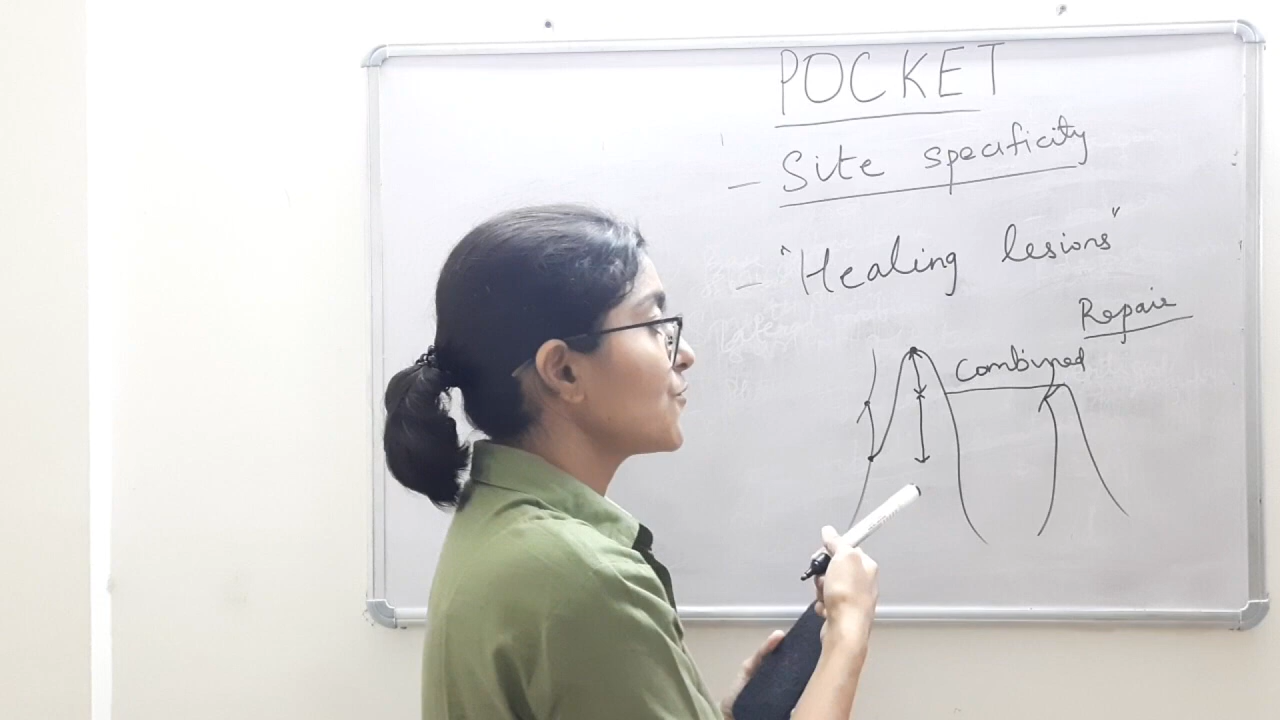 POCKET
- Site specificity
- "Healing lesions"
Repair
Combined